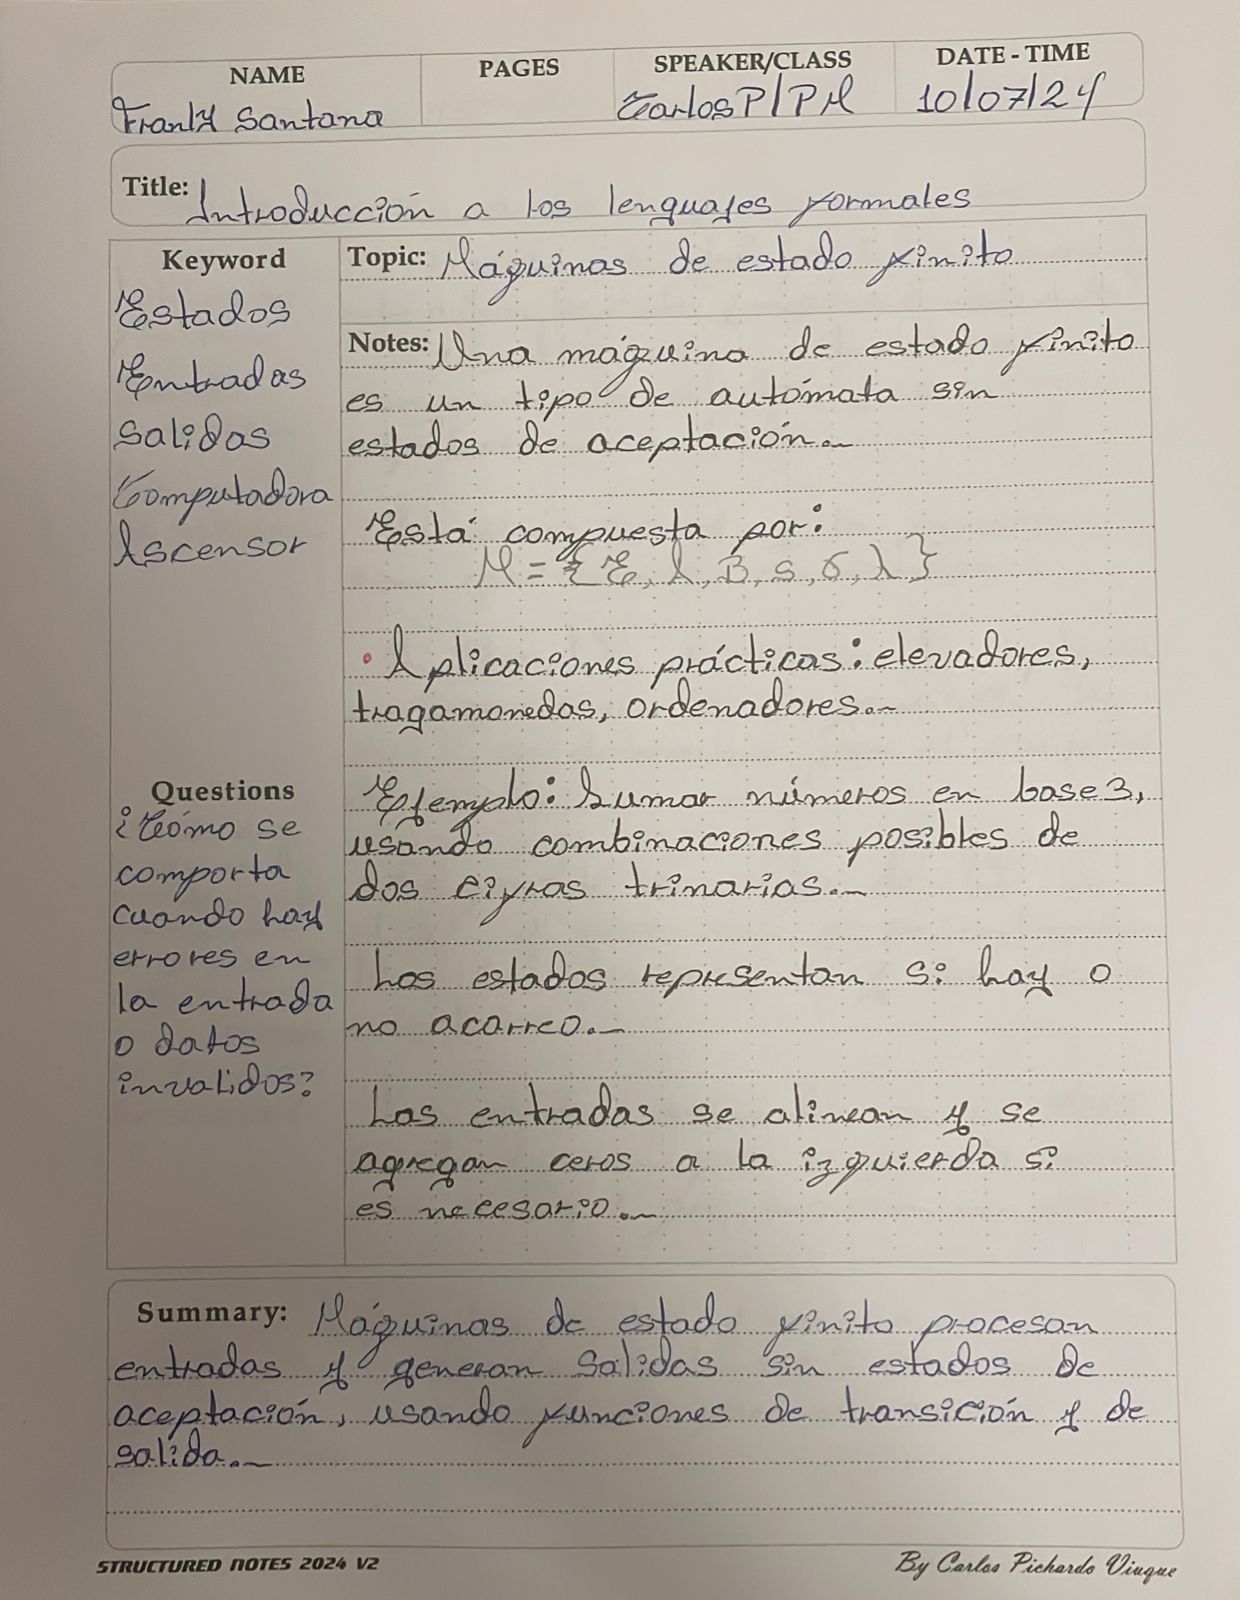 NAME PAGES SPEAKER/CLASS DATE - TIME
Franly Santana CarlosP/PM 10/07/24
Title: Introducción a los lenguajes formales
Keyword
Estados
Entradas
Salidas
Computadora
Ascensor
Topic: Máquinas de estado finito
Notes: Una máquina de estado finito
es un tipo de autómata sin
estados de aceptación.
Está compuesta por:
M = { E, A, B, s, σ, λ }
• Aplicaciones prácticas: elevadores,
tragamonedas, ordenadores.
Ejemplo: Sumar números en base 3,
usando combinaciones posibles de
dos cifras trinarias.
Los estados representan si hay o
no acarreo.
Las entradas se alinean y se
agregan ceros a la izquierda si
es necesario.
Questions
¿Cómo se
comporta
cuando hay
errores en
la entrada
o datos
invalidos?
Summary: Máquinas de estado finito procesan
entradas y generan salidas sin estados de
aceptación, usando funciones de transición y de
salida.
STRUCTURED NOTES 2024 V2 By Carlos Pichardo Viuque